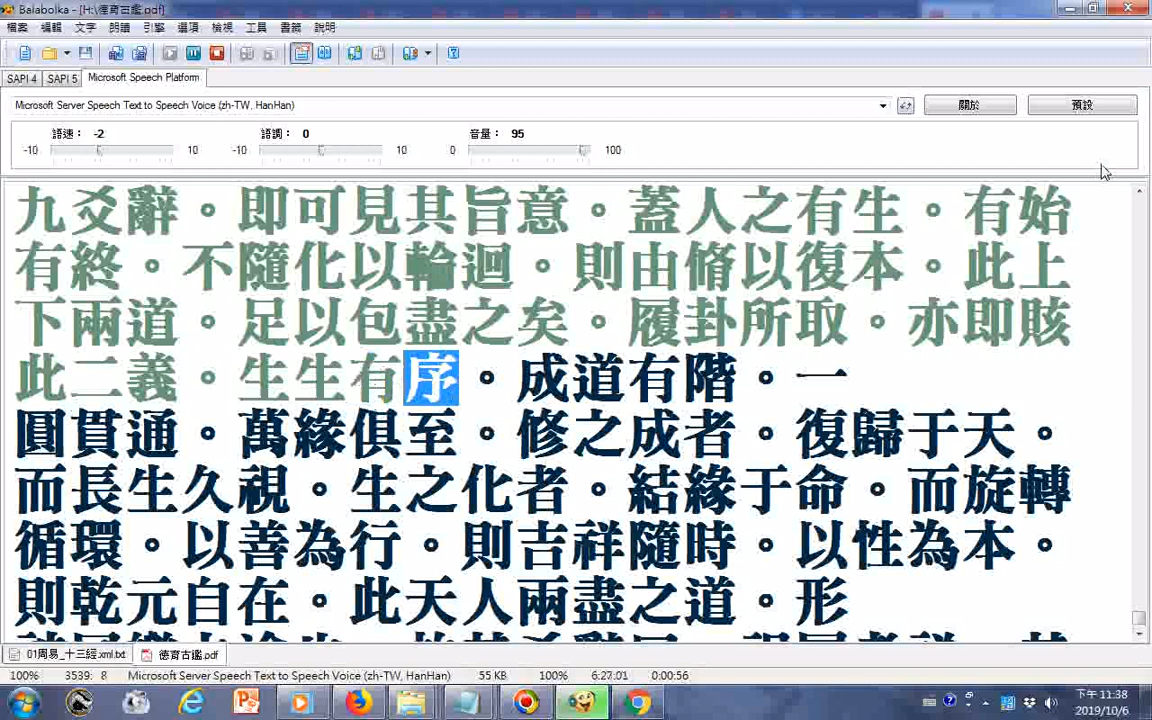 Balabolka - [H:\德育古鑑.pdf]
檔案 編輯 文字 朗讀 引擎 選項 檢視 工具 書籤 說明
SAPI 4 SAPI 5 Microsoft Speech Platform
Microsoft Server Speech Text to Speech Voice (zh-TW, HanHan) 關於 預設
語速: -2 語調: 0 音量: 95
-10 10 -10 10 0 100
九爻辭。即可見其旨意。蓋人之有生。有始
有終。不隨化以輪迴。則由脩以復本。此上
下兩道。足以包盡之矣。履卦所取。亦即賅
此二義。生生有序。成道有階。一
圓貫通。萬緣俱至。修之成者。復歸于天。
而長生久視。生之化者。結緣于命。而旋轉
循環。以善為行。則吉祥隨時。以性為本。
則乾元自在。此天人兩盡之道。形
01周易_十三經.xml.txt 德育古鑑.pdf
100% 3539: 8 Microsoft Server Speech Text to Speech Voice (zh-TW, HanHan) 55 KB 100% 6:27:01 0:00:56
下午 11:38
2019/10/6